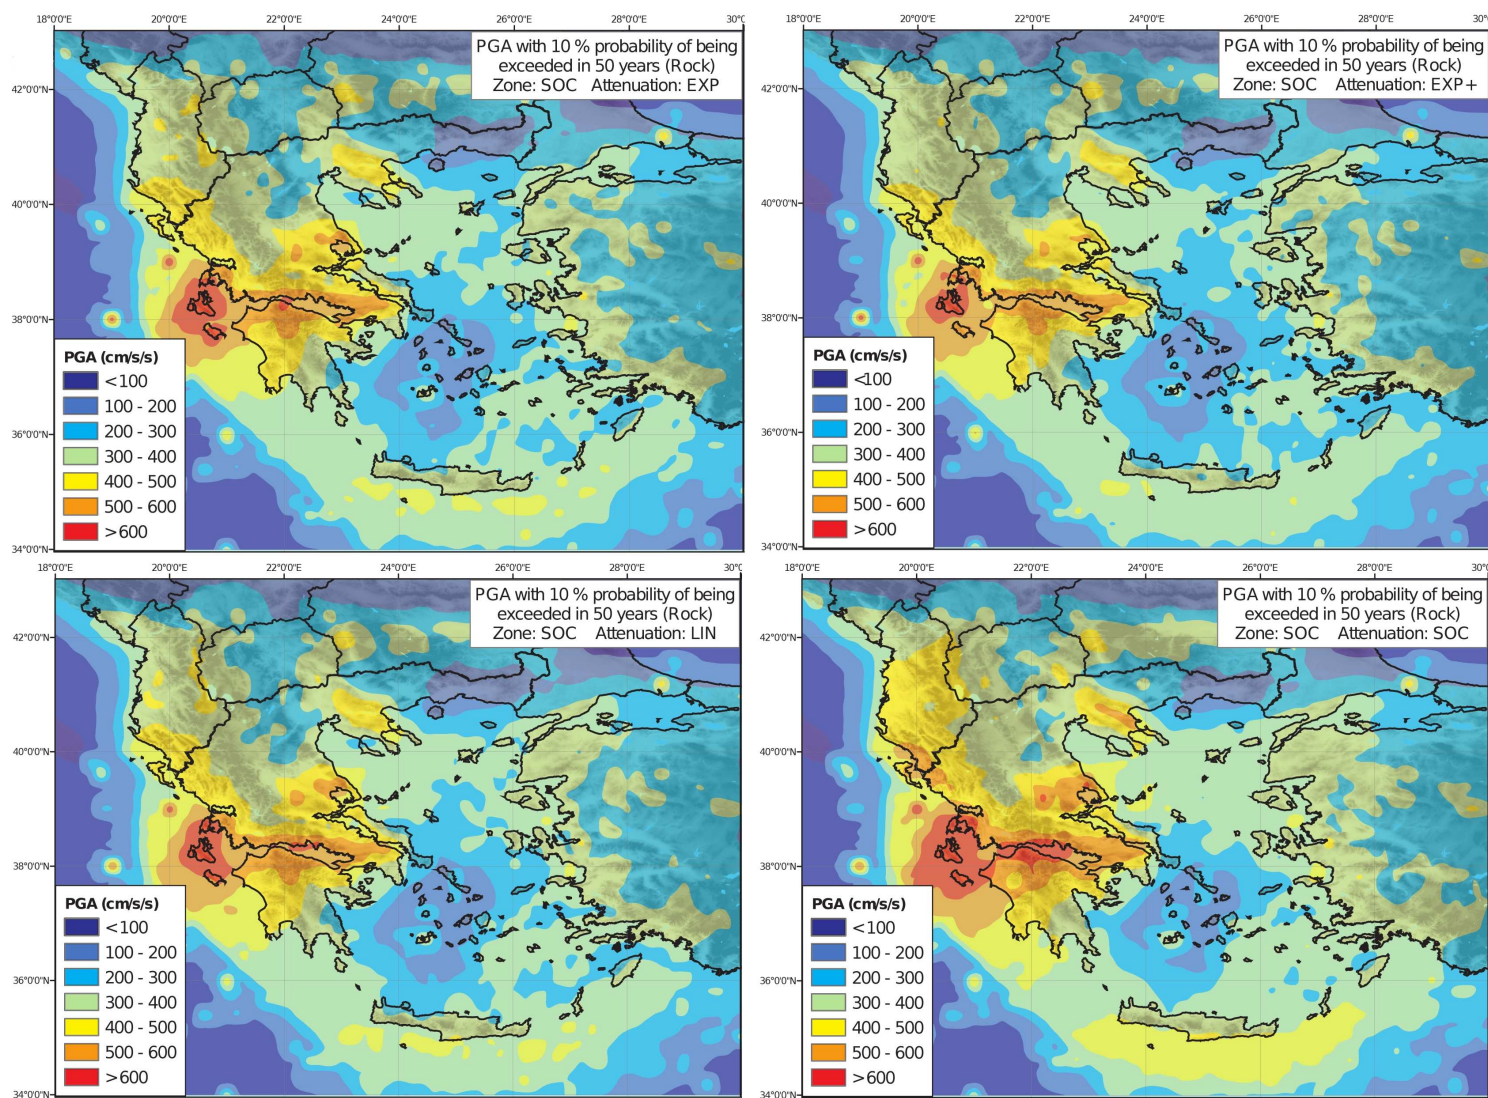 18°0'0"E 20°0'0"E 22°0'0"E 24°0'0"E 26°0'0"E 28°0'0"E 30°0
PGA with 10 % probability of being
exceeded in 50 years (Rock)
Zone: SOC Attenuation: EXP
42°0'0"N
40°0'0"N
38°0'0"N
36°0'0"N
34°0'0"N
PGA (cm/s/s)
<100
100 - 200
200 - 300
300 - 400
400 - 500
500 - 600
>600
18°0'0"E 20°0'0"E 22°0'0"E 24°0'0"E 26°0'0"E 28°0'0"E 30°0
PGA with 10 % probability of being
exceeded in 50 years (Rock)
Zone: SOC Attenuation: EXP+
42°0'0"N
40°0'0"N
38°0'0"N
36°0'0"N
34°0'0"N
PGA (cm/s/s)
<100
100 - 200
200 - 300
300 - 400
400 - 500
500 - 600
>600
18°0'0"E 20°0'0"E 22°0'0"E 24°0'0"E 26°0'0"E 28°0'0"E 30°0
PGA with 10 % probability of being
exceeded in 50 years (Rock)
Zone: SOC Attenuation: LIN
42°0'0"N
40°0'0"N
38°0'0"N
36°0'0"N
34°0'0"N
PGA (cm/s/s)
<100
100 - 200
200 - 300
300 - 400
400 - 500
500 - 600
>600
18°0'0"E 20°0'0"E 22°0'0"E 24°0'0"E 26°0'0"E 28°0'0"E 30°0
PGA with 10 % probability of being
exceeded in 50 years (Rock)
Zone: SOC Attenuation: SOC
42°0'0"N
40°0'0"N
38°0'0"N
36°0'0"N
34°0'0"N
PGA (cm/s/s)
<100
100 - 200
200 - 300
300 - 400
400 - 500
500 - 600
>600